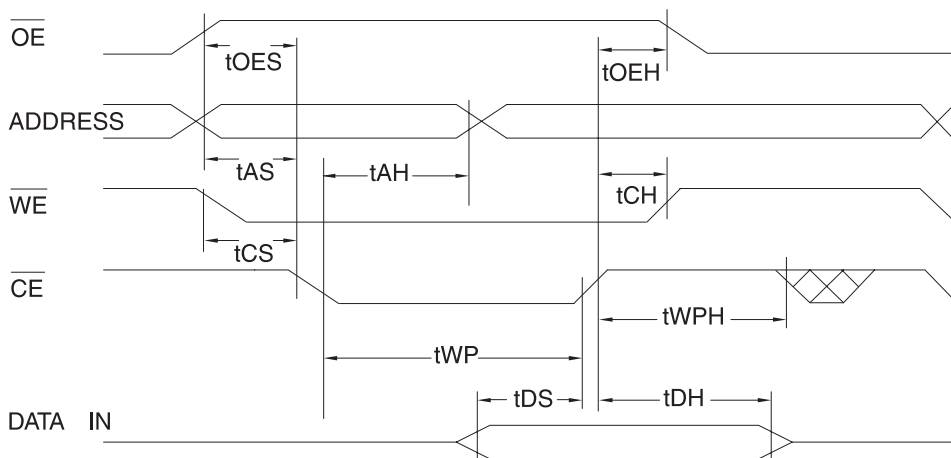 OE
tOES
tOEH
ADDRESS
tAS
tAH
tCH
WE
tCS
CE
tWPH
tWP
tDS
tDH
DATA IN